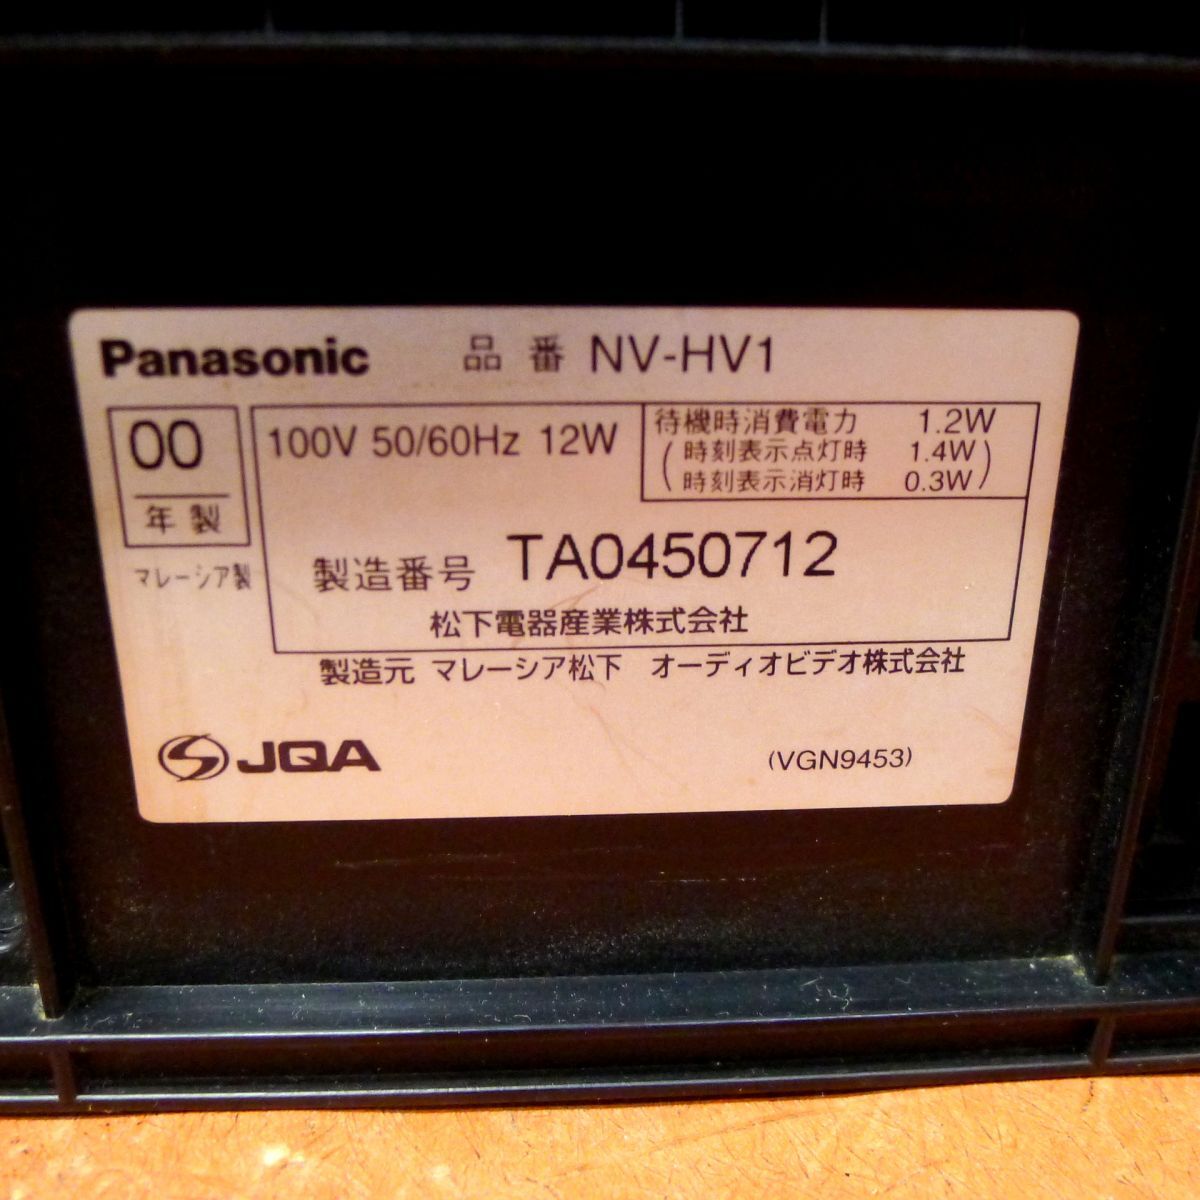 Panasonic 品番 NV-HV1
00
年製
マレーシア製
100V 50/60Hz 12W
待機時消費電力 1.2W
(時刻表示点灯時 1.4W
時刻表示消灯時 0.3W)
製造番号 TA0450712
松下電器産業株式会社
製造元 マレーシア松下 オーディオビデオ株式会社
JQA
(VGN9453)